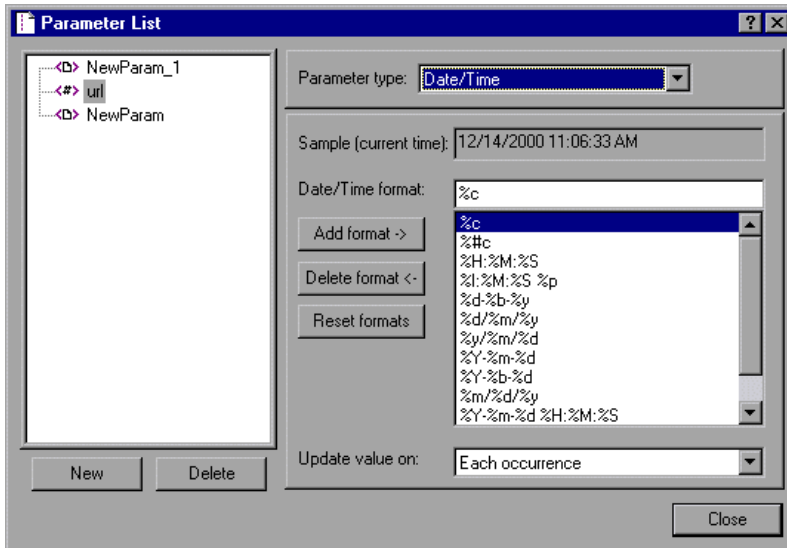 Parameter List
NewParam_1
url
NewParam
New
Delete
Parameter type:
Date/Time
Sample (current time):
12/14/2000 11:06:33 AM
Date/Time format:
%c
Add format ->
Delete format <-
Reset formats
%c
%#c
%H:%M:%S
%I:%M:%S %p
%d-%b-%y
%d/%m/%y
%y/%m/%d
%Y-%m-%d
%Y-%b-%d
%m/%d/%y
%Y-%m-%d %H:%M:%S
Update value on:
Each occurrence
Close